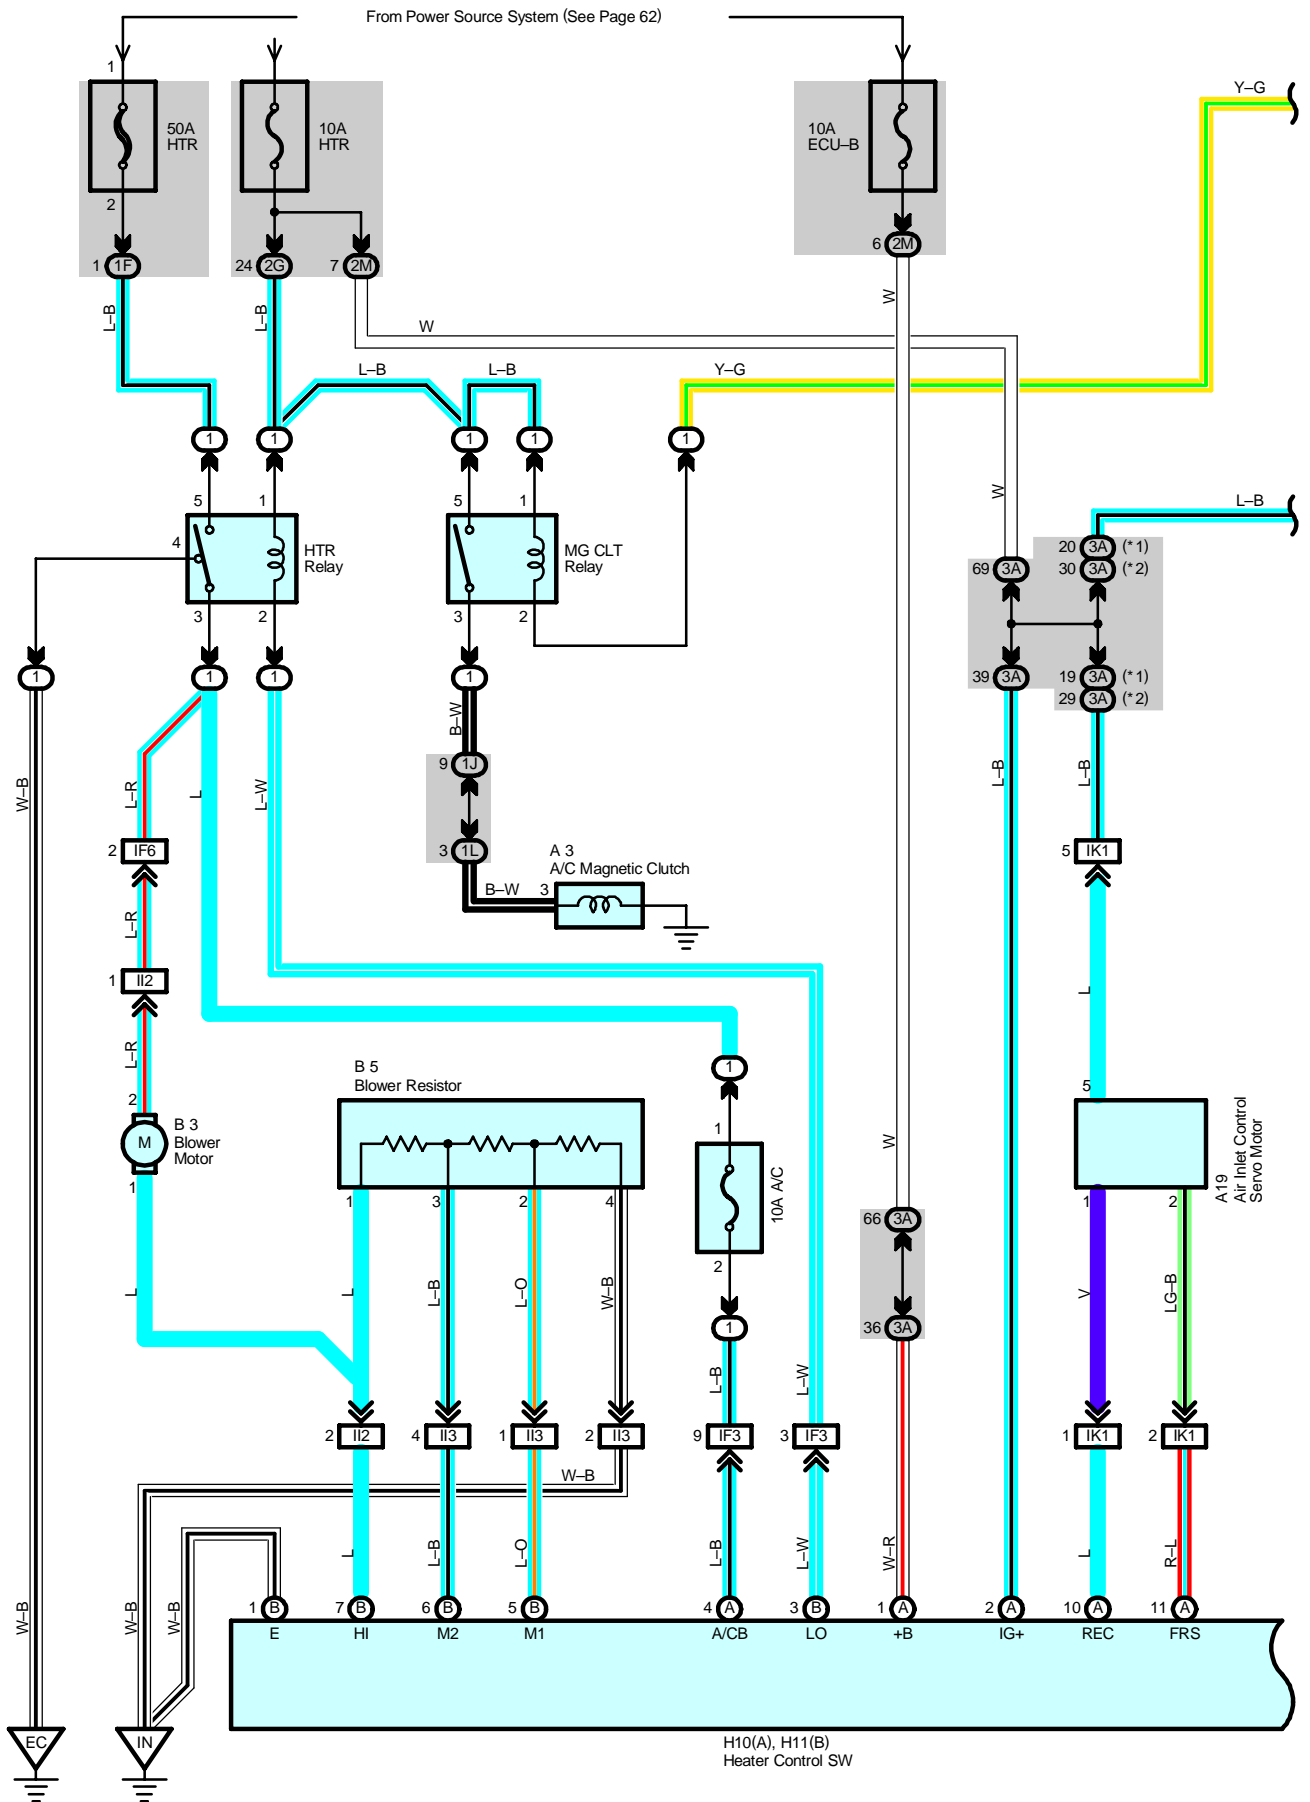 From Power Source System (See Page 62)
1
50A
HTR
10A
HTR
10A
ECU–B
Y–G
2
1 1F
24 2G
7 2M
6 2M
L–B
L–B
W
W
L–B
L–B
Y–G
1
1
1
1
1
W
5
1
5
1
L–B
4
HTR
Relay
MG CLT
Relay
20 3A (*1)
69 3A
30 3A (*2)
3
2
3
2
1
1
1
1
39 3A
19 3A (*1)
29 3A (*2)
B–W
9 1J
W–B
L–R
L
L–W
L–B
L–B
2 IF6
3 1L
A 3
A/C Magnetic Clutch
5 IK1
B–W
3
L–R
1 II2
L
L–R
B 5
Blower Resistor
1
5
2
B 3
Blower
Motor
M
1
10A A/C
W
A19
Air Inlet Control
Servo Motor
1
1
3
2
4
1
2
66 3A
2
L
L
L–B
L–O
W–B
V
LG–B
1
36 3A
L–B
L–W
2 II2
4 II3
1 II3
2 II3
9 IF3
3 IF3
1 IK1
2 IK1
W–B
L
L–B
L–O
L–B
L–W
W–R
L
R–L
W–B
W–B
W–B
1 B
7 B
6 B
5 B
4 A
3 B
1 A
2 A
10 A
11 A
E
HI
M2
M1
A/CB
LO
+B
IG+
REC
FRS
EC
IN
H10(A), H11(B)
Heater Control SW